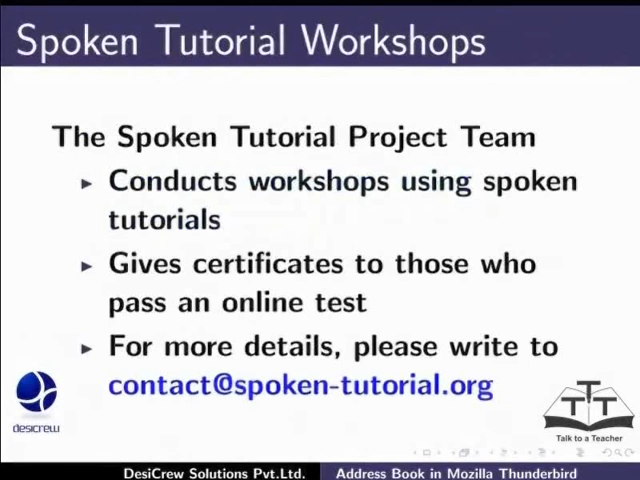 Spoken Tutorial Workshops
The Spoken Tutorial Project Team
Conducts workshops using spoken
tutorials
Gives certificates to those who
pass an online test
For more details, please write to
contact@spoken-tutorial.org
desicrew
TTT
Talk to a Teacher
DesiCrew Solutions Pvt.Ltd.
Address Book in Mozilla Thunderbird